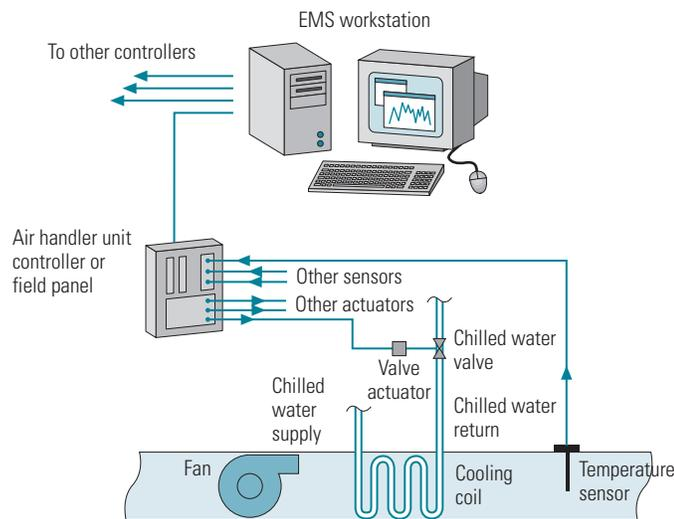 EMS workstation
To other controllers
Air handler unit
controller or
field panel
Other sensors
Other actuators
Chilled water
valve
Valve
actuator
Chilled
water
supply
Chilled water
return
Fan
Cooling
coil
Temperature
sensor